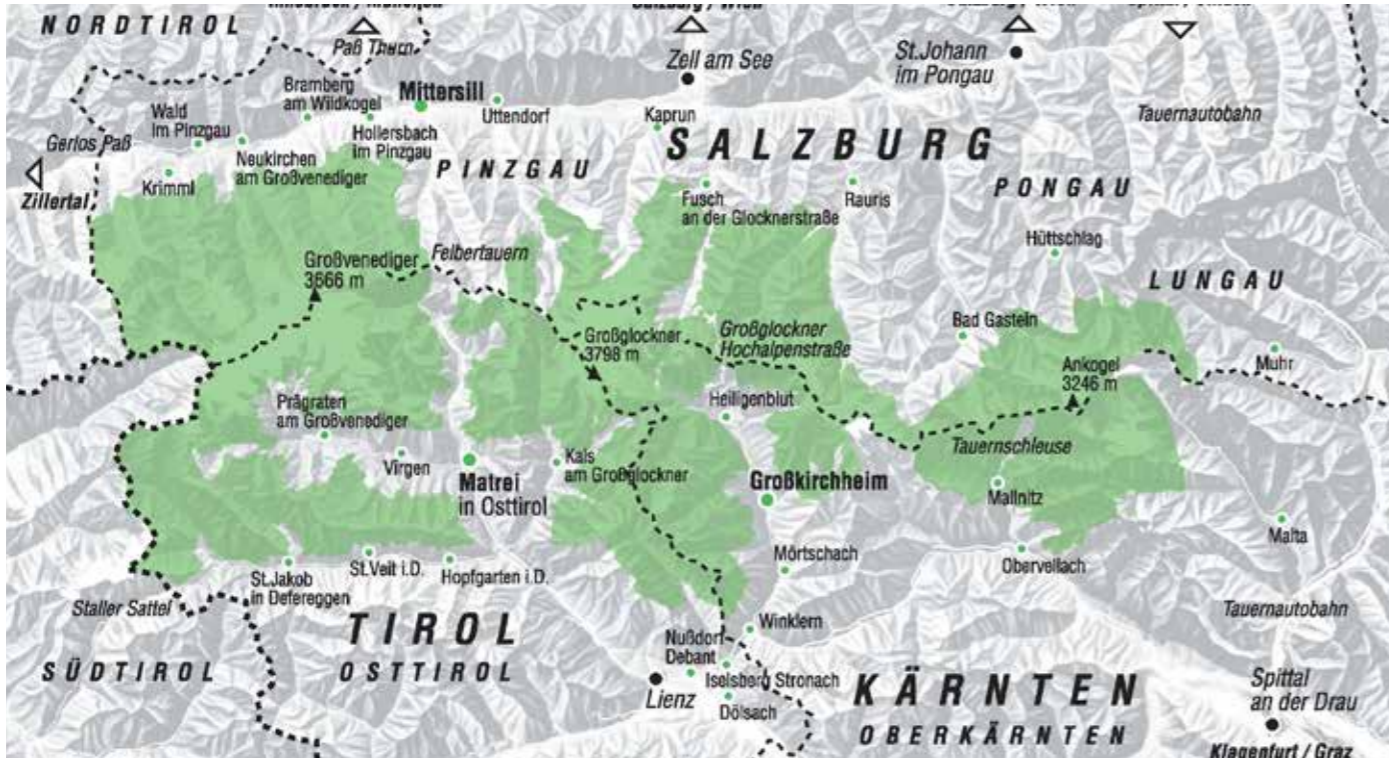 Salzburg / Wien
NORDTIROL
Paß Thurn
Zell am See
St.Johann
im Pongau
Bramberg
am Wildkogel
Mittersill
Uttendorf
Kaprun
Tauernautobahn
Wald
im Pinzgau
Hollersbach
im Pinzgau
SALZBURG
Gerlos Paß
Neukirchen
am Großvenediger
PINZGAU
Krimml
Zillertal
Fusch
an der Glocknerstraße
Rauris
PONGAU
Hüttschlag
Großvenediger
3666 m
Felbertauern
LUNGAU
Großglockner
3798 m
Großglockner
Hochalpenstraße
Bad Gastein
Ankogel
3246 m
Muhr
Prägraten
am Großvenediger
Heiligenblut
Virgen
Matrei
in Osttirol
Kals
am Großglockner
Tauernschleuse
Großkirchheim
Mallnitz
Malta
Mörtschach
Obervellach
St.Jakob
in Defereggen
St.Veit i.D.
Hopfgarten i.D.
Staller Sattel
Tauernautobahn
TIROL
OSTTIROL
SÜDTIROL
Winklern
Nußdorf
Debant
Iselsberg Stronach
Lienz
Dölsach
KÄRNTEN
OBERKÄRNTEN
Spittal
an der Drau
Klagenfurt / Graz